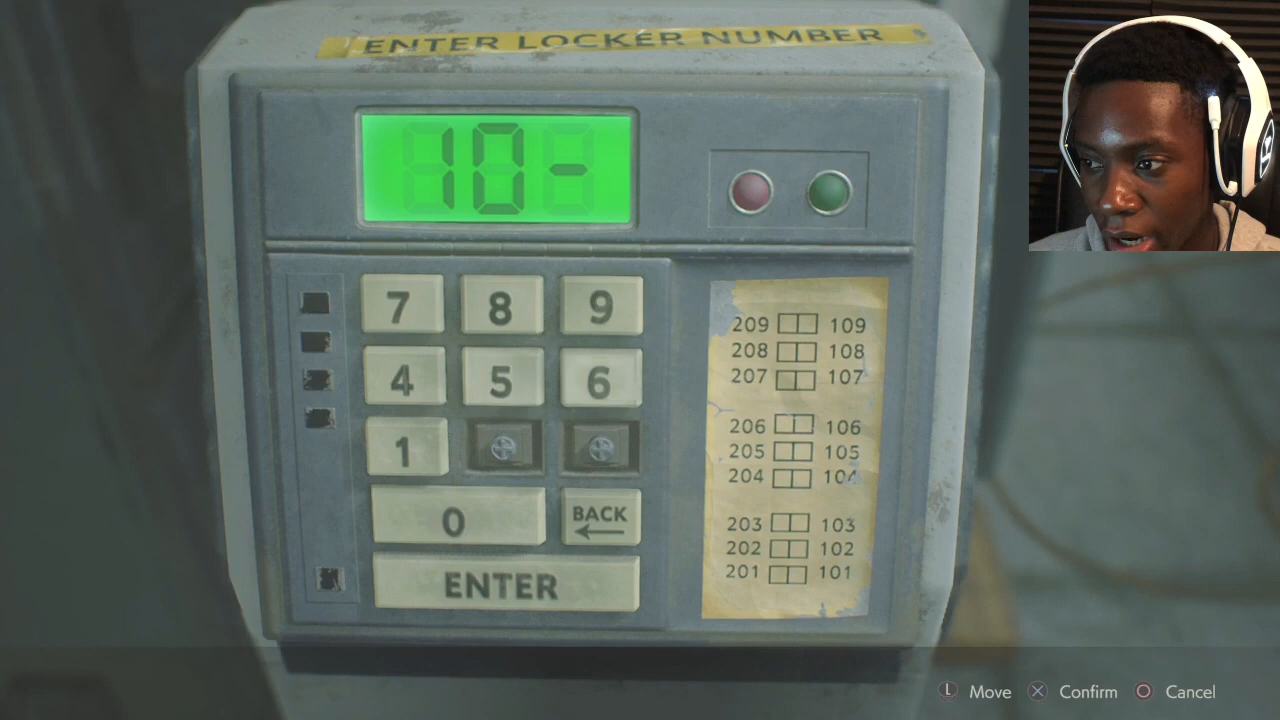 ENTER LOCKER NUMBER
10-
7 8 9
4 5 6
1
0 BACK
ENTER
209 109
208 108
207 107
206 106
205 105
204 104
203 103
202 102
201 101
L Move X Confirm O Cancel